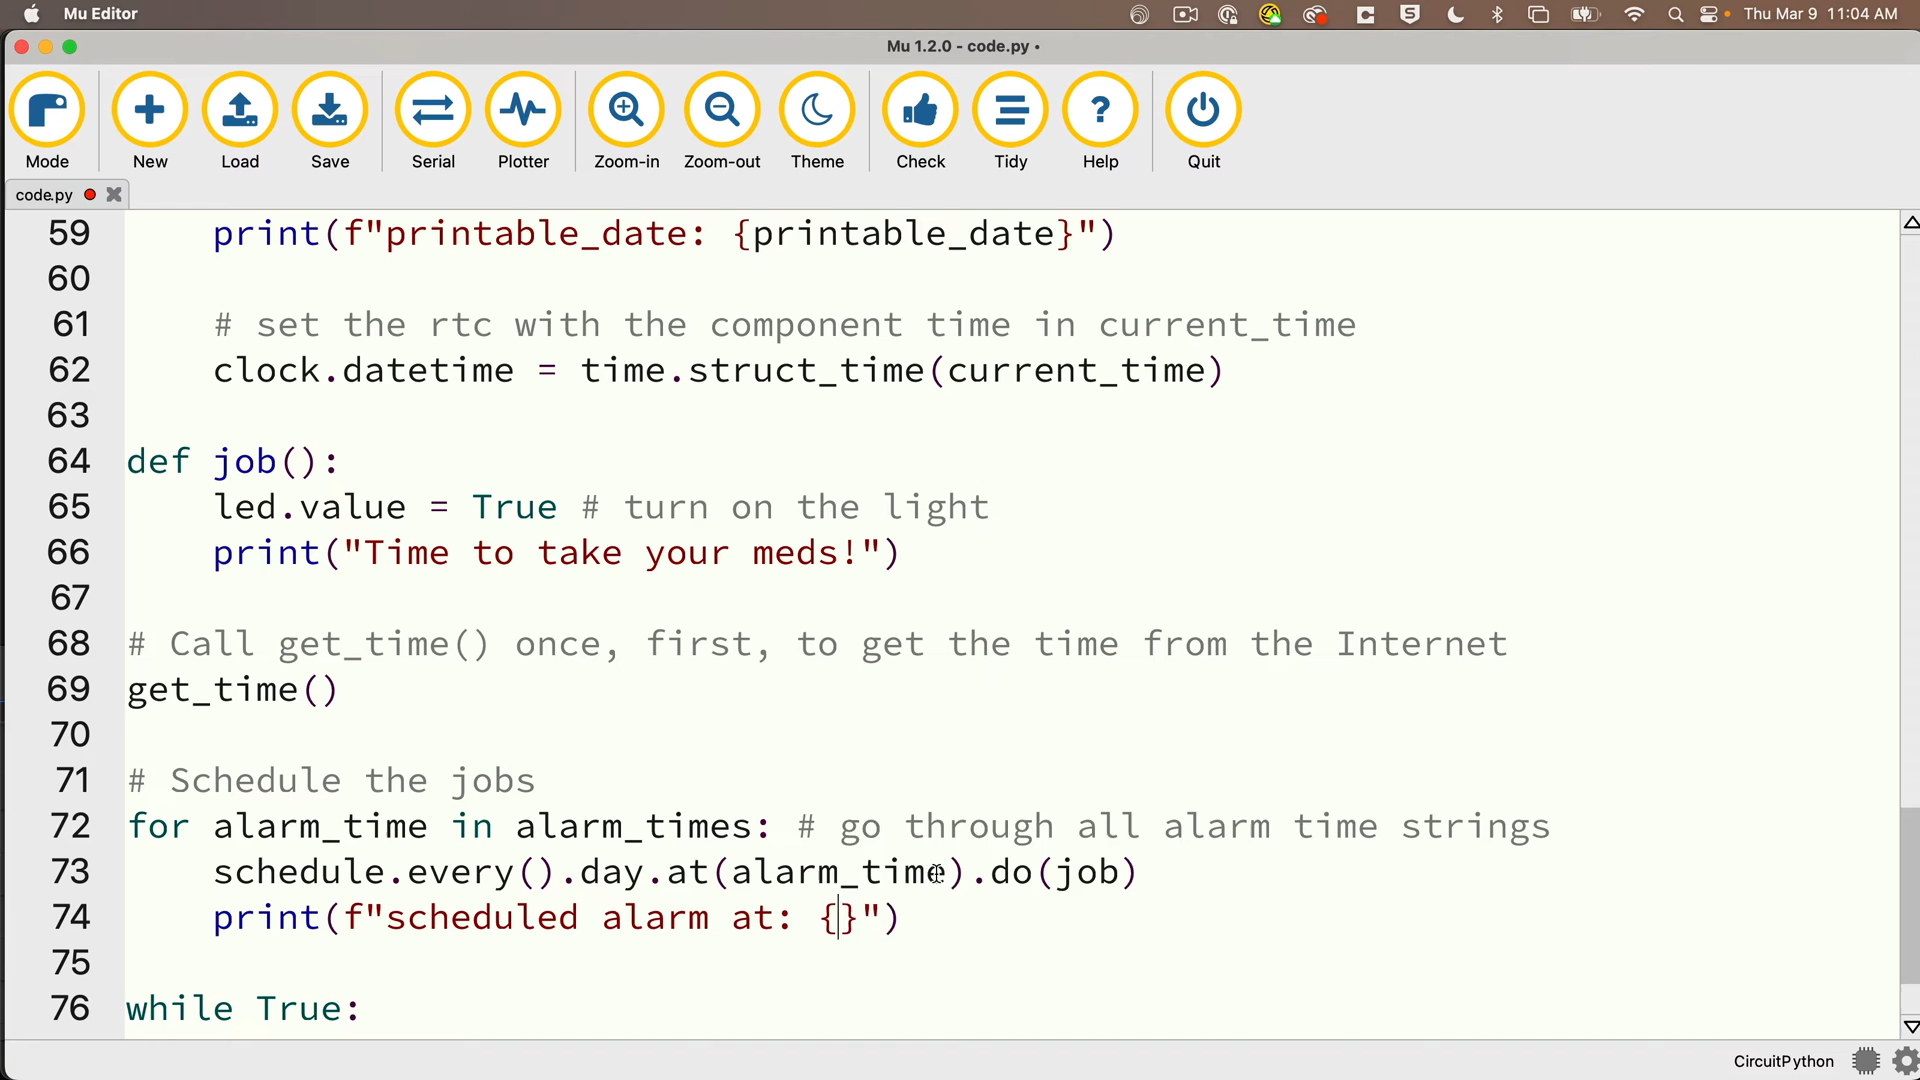 Mu Editor
Thu Mar 9 11:04 AM
Mu 1.2.0 - code.py •
Mode New Load Save Serial Plotter Zoom-in Zoom-out Theme Check Tidy Help Quit
code.py
59     print(f"printable_date: {printable_date}")
60
61     # set the rtc with the component time in current_time
62     clock.datetime = time.struct_time(current_time)
63
64 def job():
65     led.value = True # turn on the light
66     print("Time to take your meds!")
67
68 # Call get_time() once, first, to get the time from the Internet
69 get_time()
70
71 # Schedule the jobs
72 for alarm_time in alarm_times: # go through all alarm time strings
73     schedule.every().day.at(alarm_time).do(job)
74     print(f"scheduled alarm at: {}")
75
76 while True:
CircuitPython